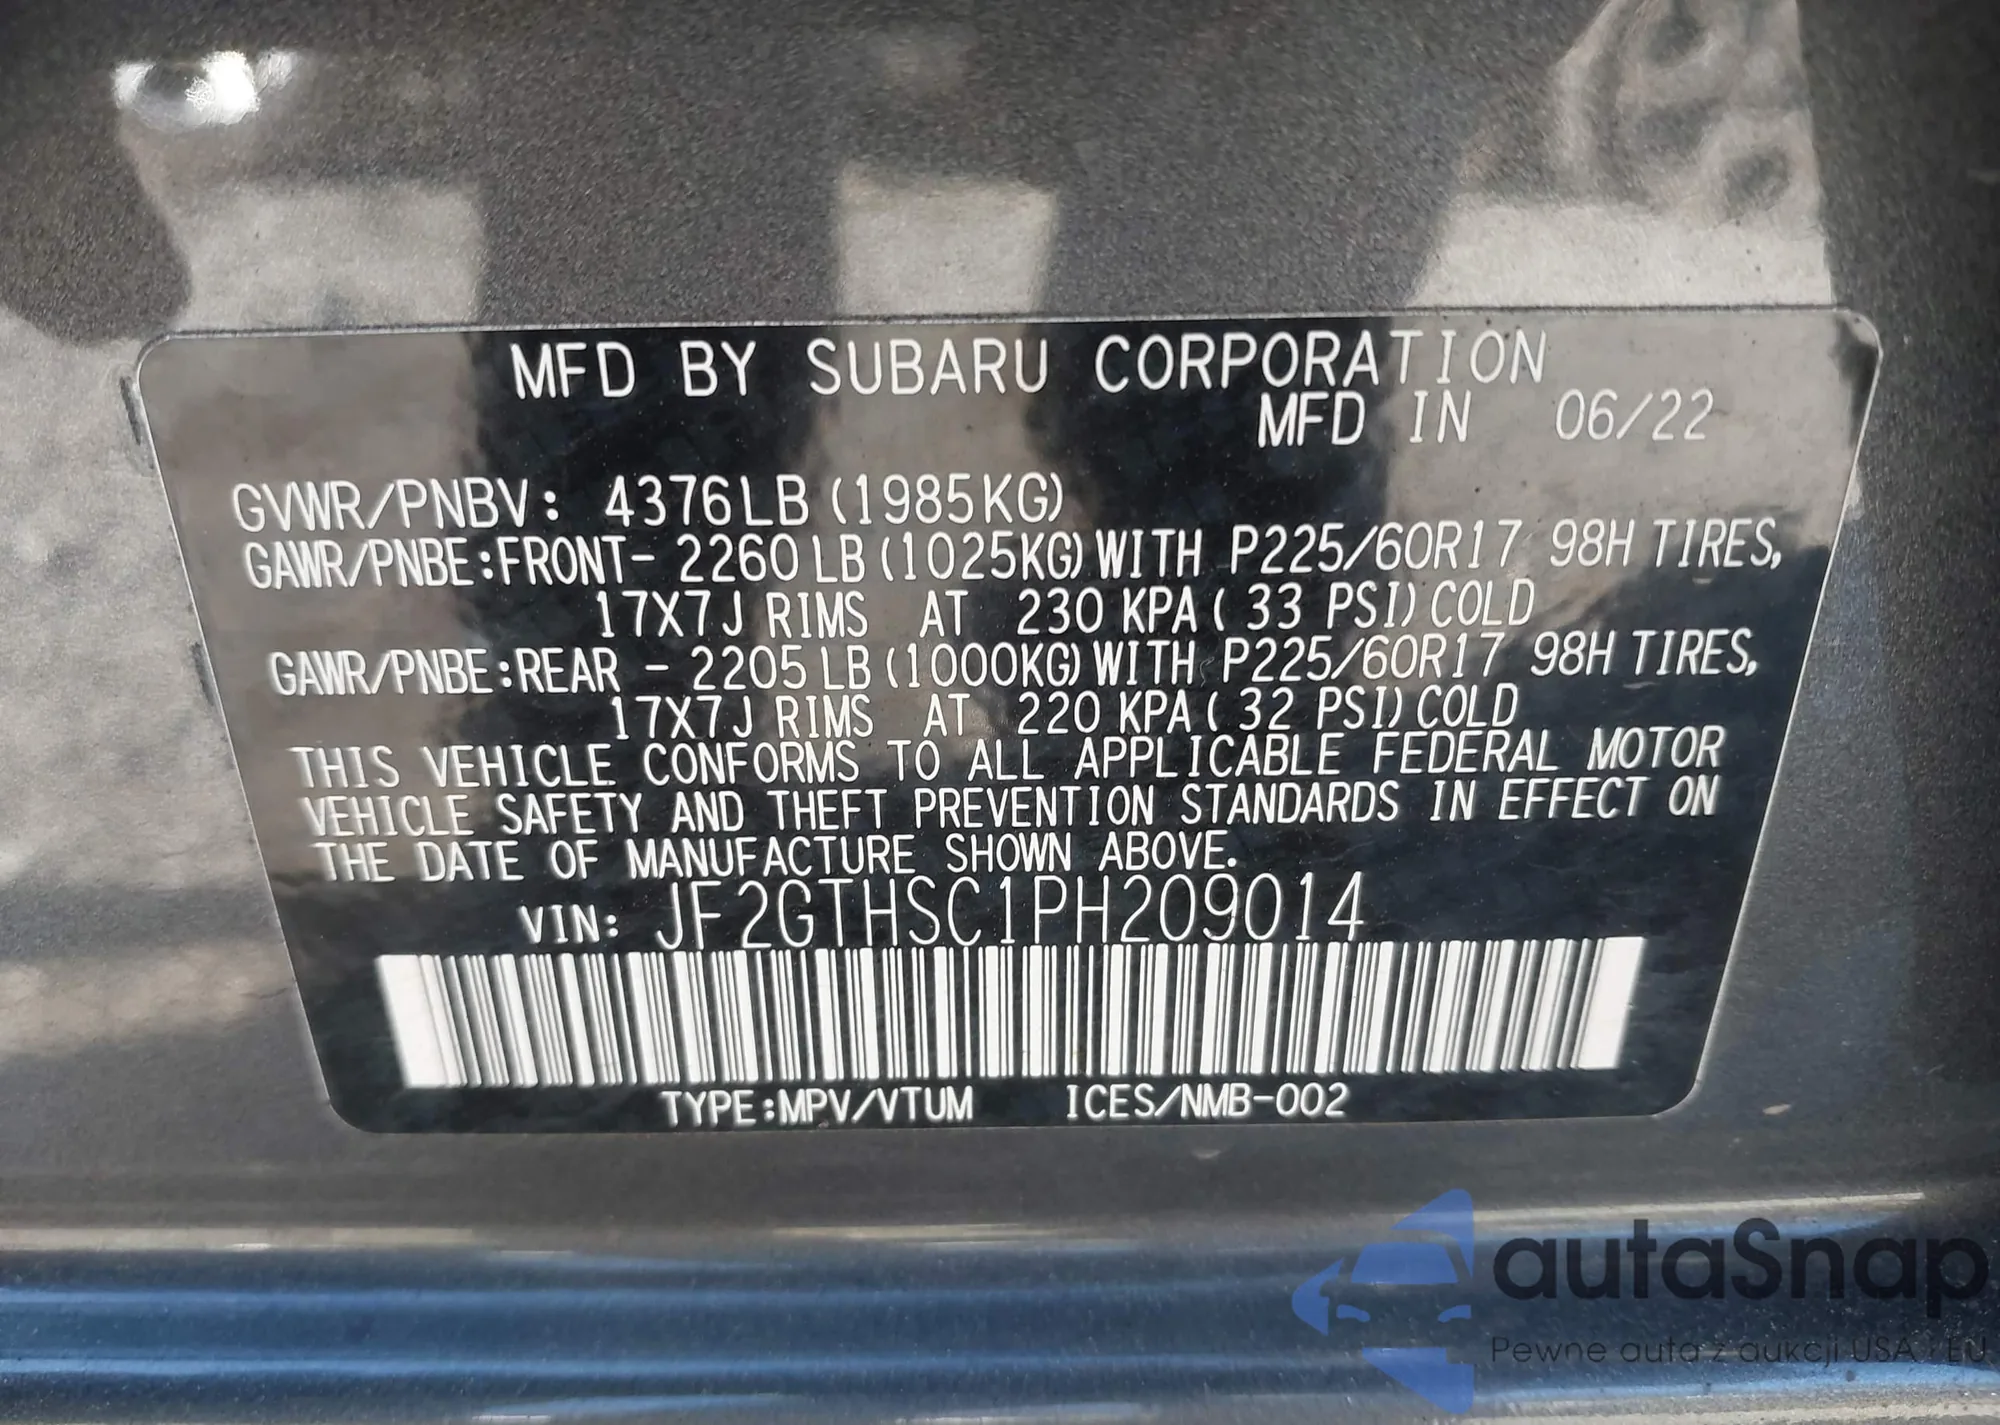 MFD BY SUBARU CORPORATION
MFD IN 06/22
GVWR/PNBV: 4376LB (1985KG)
GAWR/PNBE:FRONT- 2260 LB (1025KG) WITH P225/60R17 98H TIRES,
17X7J RIMS AT 230 KPA ( 33 PSI) COLD
GAWR/PNBE:REAR - 2205 LB (1000KG) WITH P225/60R17 98H TIRES,
17X7J RIMS AT 220 KPA ( 32 PSI) COLD
THIS VEHICLE CONFORMS TO ALL APPLICABLE FEDERAL MOTOR
VEHICLE SAFETY AND THEFT PREVENTION STANDARDS IN EFFECT ON
THE DATE OF MANUFACTURE SHOWN ABOVE.
VIN: JF2GTHSC1PH209014
TYPE:MPV/VTUM ICES/NMB-002
autaSnap
Pewne auta z aukcji USA i EU